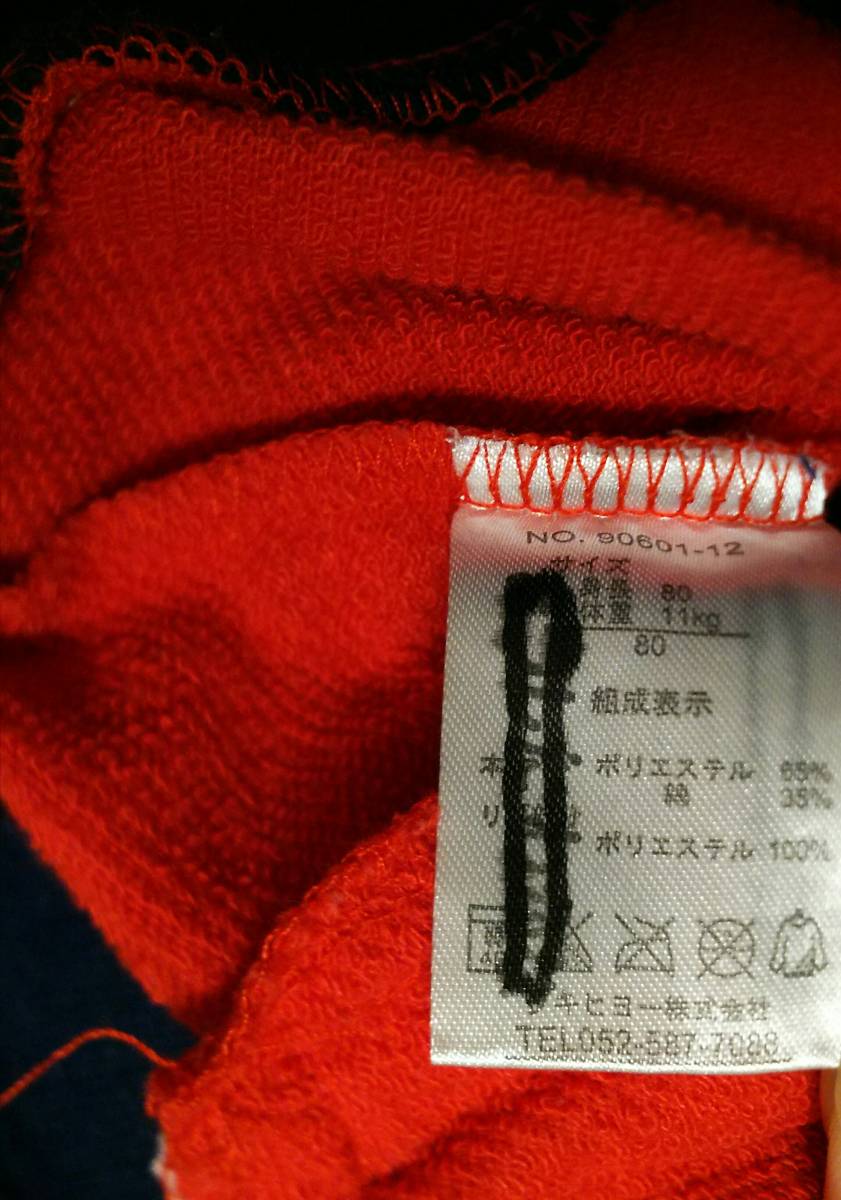 NO. 90601-12
サイズ
身長 80
体重 11kg
80
組成表示
ポリエステル 65%
綿 35%
ポリエステル 100%
キヒヨー株式会社
TEL052-587-7088